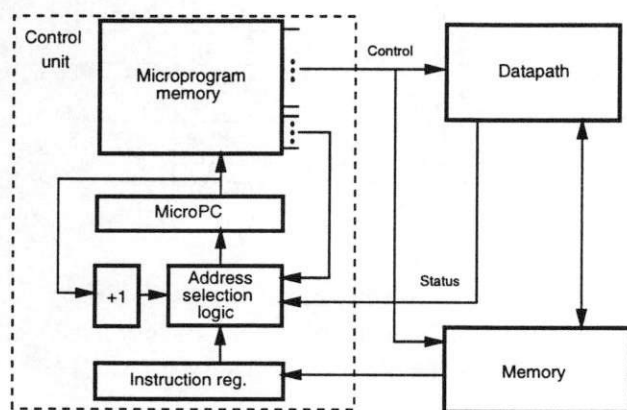 Control
unit
Microprogram
memory
Control
Datapath
MicroPC
+1
Address
selection
logic
Status
Instruction reg.
Memory